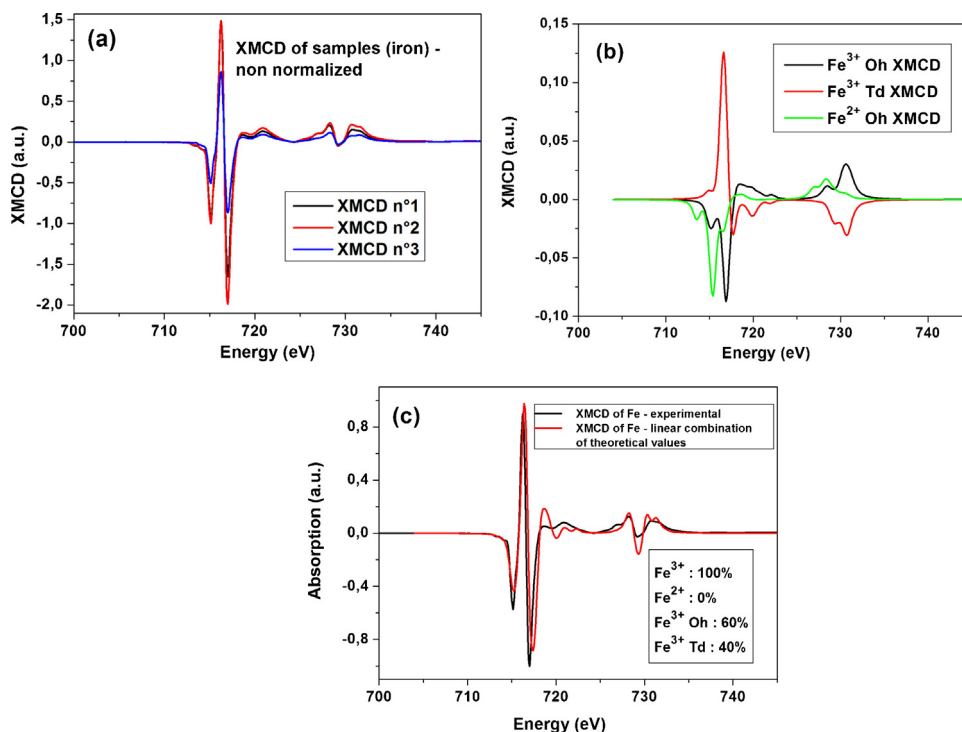 (a)
XMCD of samples (iron) -
non normalized
XMCD n°1
XMCD n°2
XMCD n°3
1,5
1,0
0,5
0,0
-0,5
-1,0
-1,5
-2,0
XMCD (a.u.)
700 710 720 730 740
Energy (eV)
(b)
Fe3+ Oh XMCD
Fe3+ Td XMCD
Fe2+ Oh XMCD
0,15
0,10
0,05
0,00
-0,05
-0,10
XMCD (a.u.)
700 710 720 730 740
Energy (eV)
(c)
XMCD of Fe - experimental
XMCD of Fe - linear combination
of theoretical values
0,8
0,4
0,0
-0,4
-0,8
Absorption (a.u.)
Fe3+ : 100%
Fe2+ : 0%
Fe3+ Oh : 60%
Fe3+ Td : 40%
700 710 720 730 740
Energy (eV)